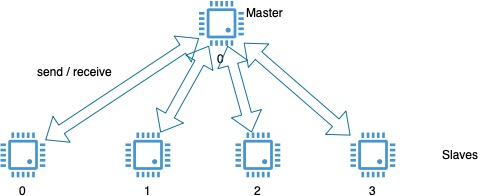 Master
0
send / receive
Slaves
0 1 2 3